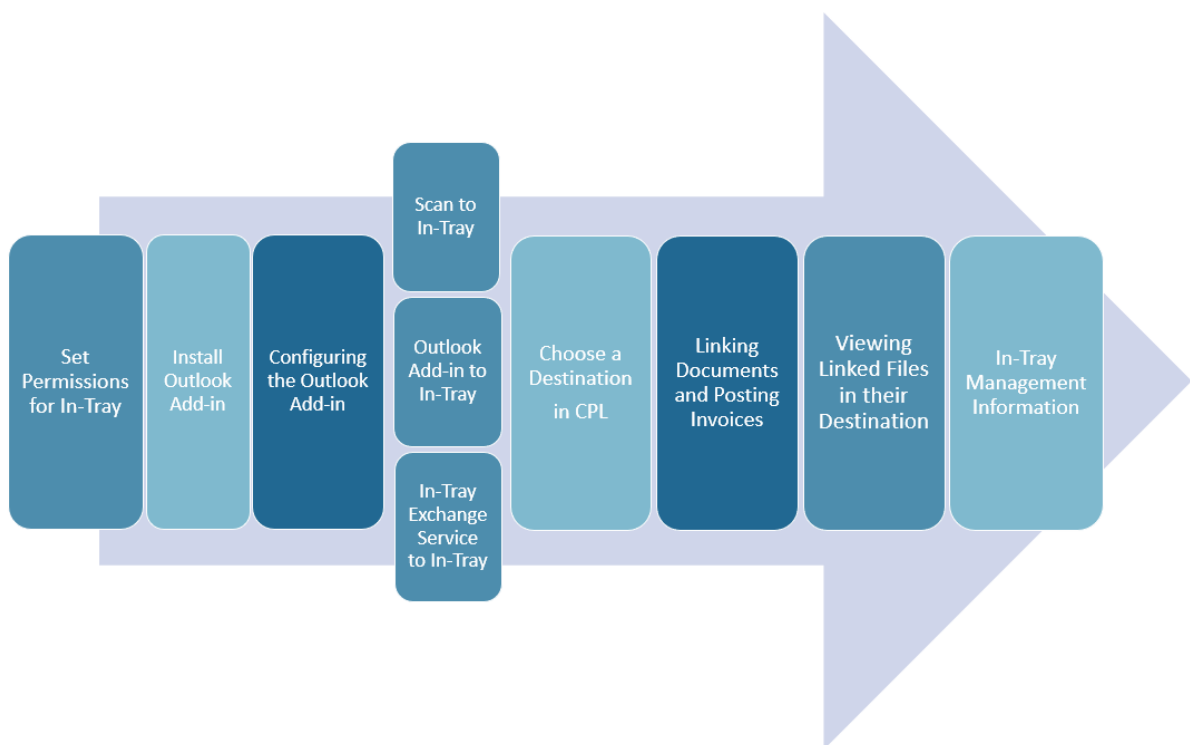 Set
Permissions
for In-Tray
Install
Outlook
Add-in
Configuring
the Outlook
Add-in
Scan to
In-Tray
Outlook
Add-in to
In-Tray
In-Tray
Exchange
Service
to In-Tray
Choose a
Destination
in CPL
Linking
Documents
and Posting
Invoices
Viewing
Linked Files
in their
Destination
In-Tray
Management
Information